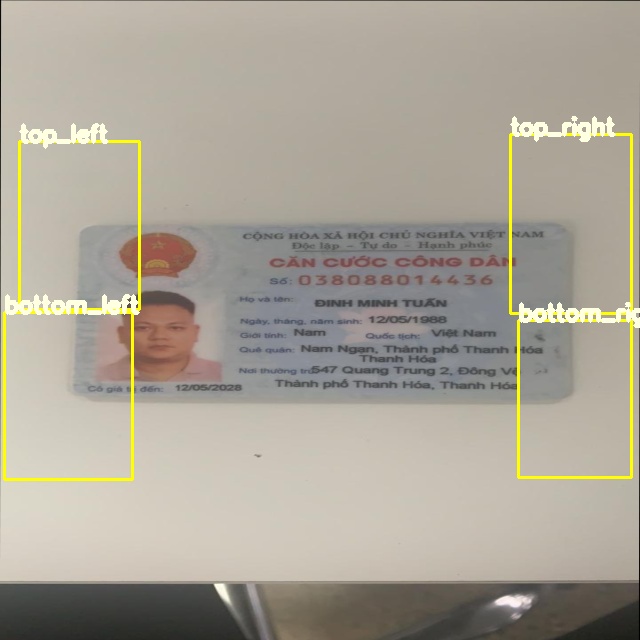 top_left
top_right
CỘNG HÒA XÃ HỘI CHỦ NGHĨA VIỆT NAM
Độc lập - Tự do - Hạnh phúc
CĂN CƯỚC CÔNG DÂN
Số: 038088014436
bottom_left
bottom_rig
Họ và tên:
ĐINH MINH TUẤN
Ngày, tháng, năm sinh: 12/05/1988
Giới tính: Nam Quốc tịch: Việt Nam
Quê quán: Nam Ngạn, Thành phố Thanh Hóa
Thanh Hóa
Nơi thường trú: 547 Quang Trung 2, Đông Vệ
Có giá trị đến: 12/05/2028
Thành phố Thanh Hóa, Thanh Hóa